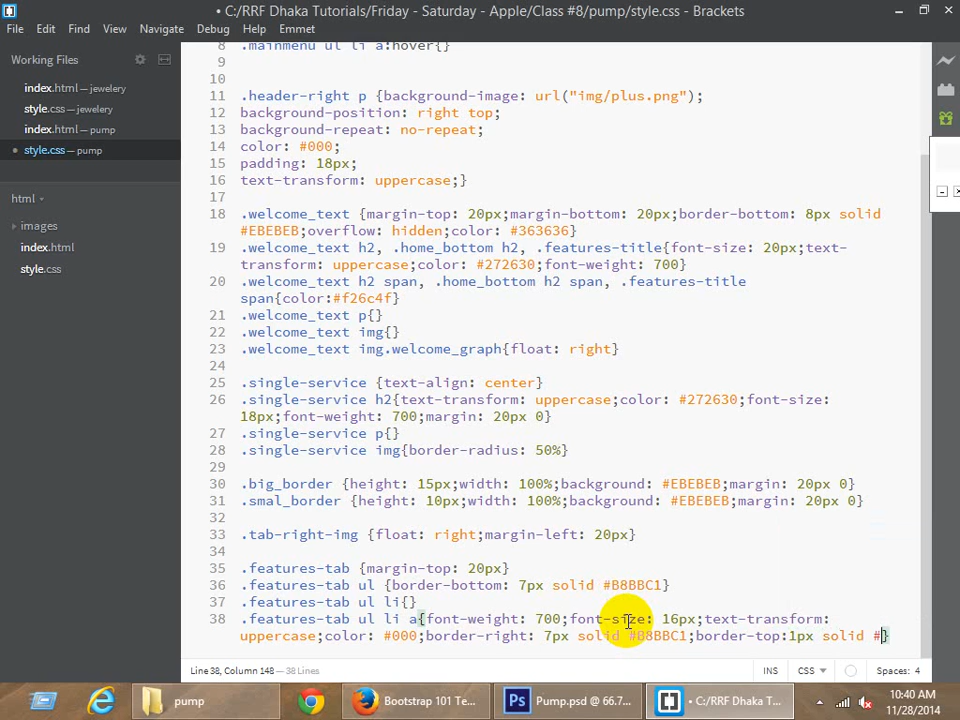 • C:/RRF Dhaka Tutorials/Friday - Saturday - Apple/Class #8/pump/style.css - Brackets
File Edit Find View Navigate Debug Help Emmet
Working Files
index.html — jewelery
style.css — jewelery
index.html — pump
• style.css — pump
html
images
index.html
style.css
8 .mainmenu ul li a:hover{}
9
10
11 .header-right p {background-image: url("img/plus.png");
12 background-position: right top;
13 background-repeat: no-repeat;
14 color: #000;
15 padding: 18px;
16 text-transform: uppercase;}
17
18 .welcome_text {margin-top: 20px;margin-bottom: 20px;border-bottom: 8px solid
#EBEBEB;overflow: hidden;color: #363636}
19 .welcome_text h2, .home_bottom h2, .features-title{font-size: 20px;text-
transform: uppercase;color: #272630;font-weight: 700}
20 .welcome_text h2 span, .home_bottom h2 span, .features-title
span{color:#f26c4f}
21 .welcome_text p{}
22 .welcome_text img{}
23 .welcome_text img.welcome_graph{float: right}
24
25 .single-service {text-align: center}
26 .single-service h2{text-transform: uppercase;color: #272630;font-size:
18px;font-weight: 700;margin: 20px 0}
27 .single-service p{}
28 .single-service img{border-radius: 50%}
29
30 .big_border {height: 15px;width: 100%;background: #EBEBEB;margin: 20px 0}
31 .smal_border {height: 10px;width: 100%;background: #EBEBEB;margin: 20px 0}
32
33 .tab-right-img {float: right;margin-left: 20px}
34
35 .features-tab {margin-top: 20px}
36 .features-tab ul {border-bottom: 7px solid #B8BBC1}
37 .features-tab ul li{}
38 .features-tab ul li a{font-weight: 700;font-size: 16px;text-transform:
uppercase;color: #000;border-right: 7px solid #B8BBC1;border-top:1px solid #}
Line 38, Column 148 — 38 Lines
INS CSS Spaces: 4
pump
Bootstrap 101 Te...
Pump.psd @ 66.7...
• C:/RRF Dhaka T...
10:40 AM
11/28/2014